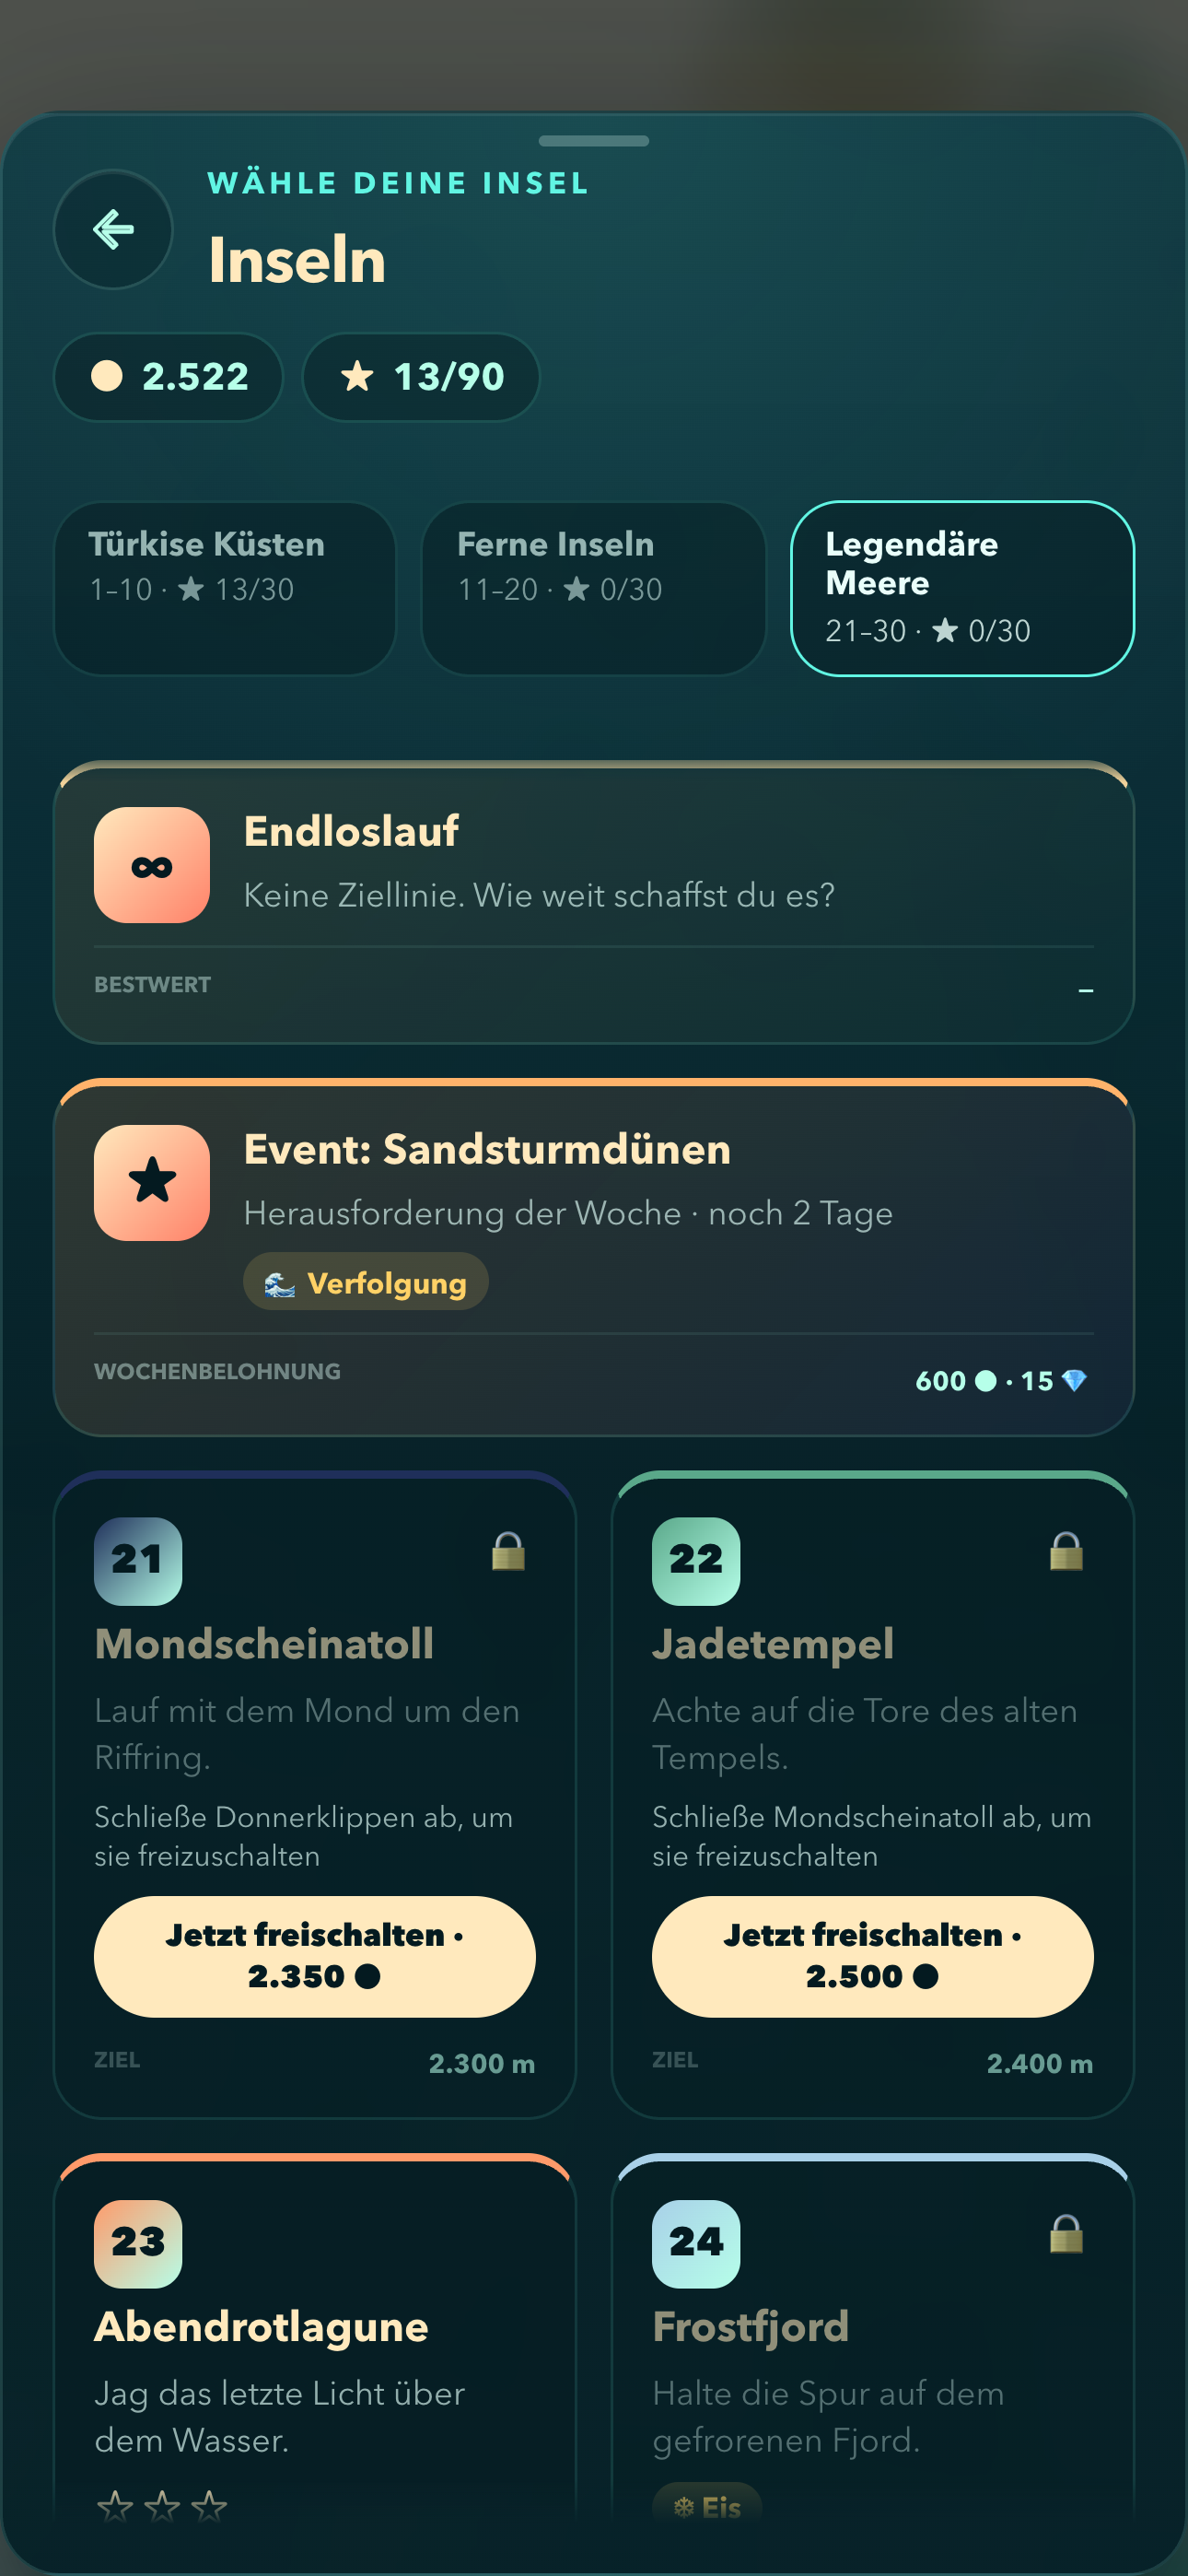 WÄHLE DEINE INSEL
Inseln
2.522
13/90
Türkise Küsten
1–10 · ★ 13/30
Ferne Inseln
11–20 · ★ 0/30
Legendäre
Meere
21–30 · ★ 0/30
∞
Endloslauf
Keine Ziellinie. Wie weit schaffst du es?
BESTWERT
–
Event: Sandsturmdünen
Herausforderung der Woche · noch 2 Tage
🌊 Verfolgung
WOCHENBELOHNUNG
600 ● · 15 💎
21
Mondscheinatoll
Lauf mit dem Mond um den
Riffring.
Schließe Donnerklippen ab, um
sie freizuschalten
Jetzt freischalten ·
2.350 ●
ZIEL
2.300 m
22
Jadetempel
Achte auf die Tore des alten
Tempels.
Schließe Mondscheinatoll ab, um
sie freizuschalten
Jetzt freischalten ·
2.500 ●
ZIEL
2.400 m
23
Abendrotlagune
Jag das letzte Licht über
dem Wasser.
☆☆☆
24
Frostfjord
Halte die Spur auf dem
gefrorenen Fjord.
❄ Eis